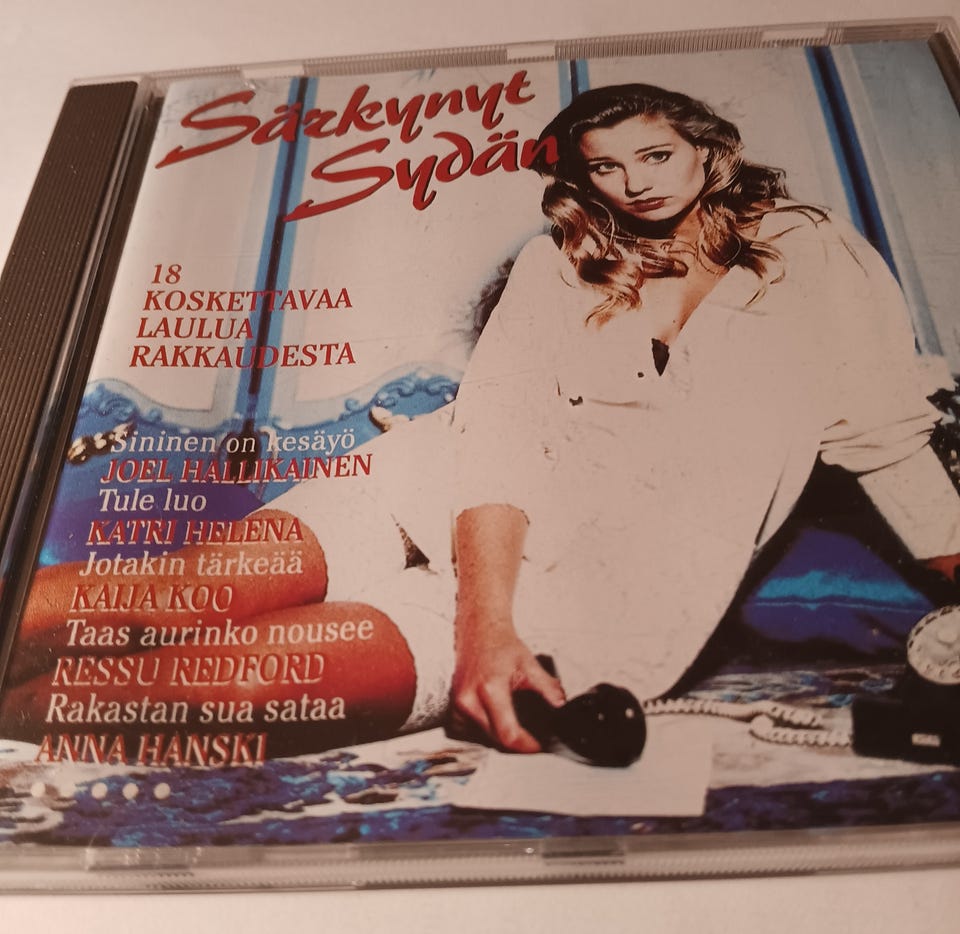 Särkynyt
Sydän
18
KOSKETTAVAA
LAULUA
RAKKAUDESTA
Sininen on kesäyö
JOEL HALLIKAINEN
Tule luo
KATRI HELENA
Jotakin tärkeää
KAIJA KOO
Taas aurinko nousee
RESSU REDFORD
Rakastan sua sataa
ANNA HANSKI